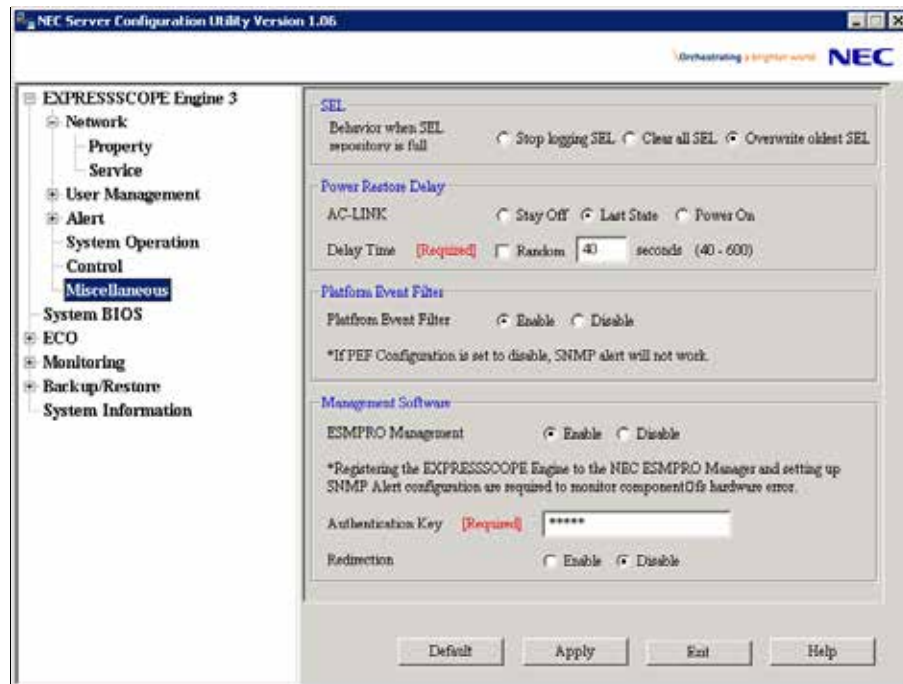 NEC Server Configuration Utility Version 1.06
Orchestrating a brighter world NEC
EXPRESSSCOPE Engine 3
Network
Property
Service
User Management
Alert
System Operation
Control
Miscellaneous
System BIOS
ECO
Monitoring
Backup/Restore
System Information
SEL
Behavior when SEL
repository is full
Stop logging SEL Clear all SEL Overwrite oldest SEL
Power Restore Delay
AC-LINK Stay Off Last State Power On
Delay Time [Required] Random 40 seconds (40 - 600)
Platform Event Filter
Platfrom Event Filter Enable Disable
*If PEF Configuration is set to disable, SNMP alert will not work.
Management Software
ESMPRO Management Enable Disable
*Registering the EXPRESSSCOPE Engine to the NEC ESMPRO Manager and setting up
SNMP Alert configuration are required to monitor component□fs hardware error.
Authentication Key [Required] *****
Redirection Enable Disable
Default Apply Exit Help